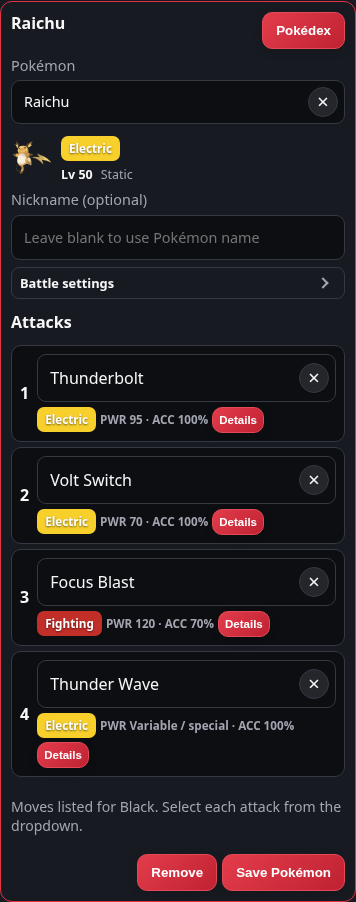 Raichu
Pokédex
Pokémon
Raichu
Electric
Lv 50 Static
Nickname (optional)
Leave blank to use Pokémon name
Battle settings
Attacks
1
Thunderbolt
Electric PWR 95 · ACC 100% Details
2
Volt Switch
Electric PWR 70 · ACC 100% Details
3
Focus Blast
Fighting PWR 120 · ACC 70% Details
4
Thunder Wave
Electric PWR Variable / special · ACC 100%
Details
Moves listed for Black. Select each attack from the
dropdown.
Remove Save Pokémon